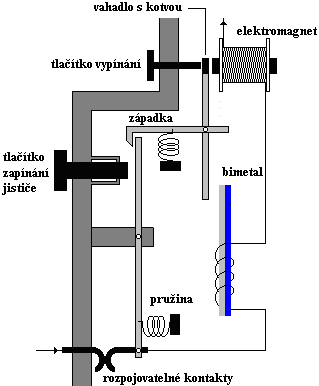 vahadlo s kotvou
elektromagnet
tlačítko vypínání
západka
tlačítko
zapínání
jističe
bimetal
pružina
rozpojovatelné kontakty